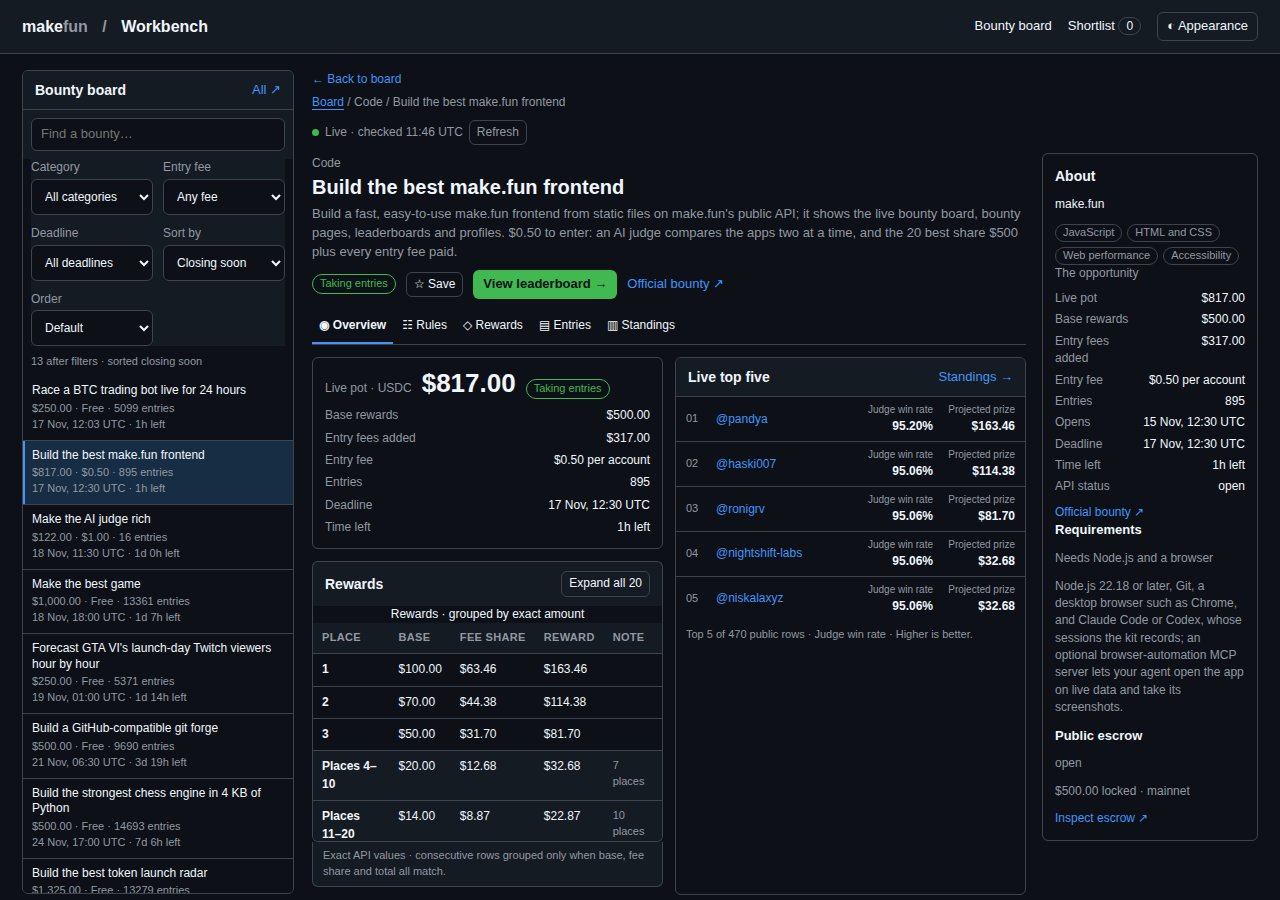 makefun / Workbench
Bounty board Shortlist 0 Appearance
Bounty board All ↗
Find a bounty…
Category Entry fee
All categories Any fee
Deadline Sort by
All deadlines Closing soon
Order
Default
13 after filters · sorted closing soon
Race a BTC trading bot live for 24 hours
$250.00 · Free · 5099 entries
17 Nov, 12:03 UTC · 1h left
Build the best make.fun frontend
$817.00 · $0.50 · 895 entries
17 Nov, 12:30 UTC · 1h left
Make the AI judge rich
$122.00 · $1.00 · 16 entries
18 Nov, 11:30 UTC · 1d 0h left
Make the best game
$1,000.00 · Free · 13361 entries
18 Nov, 18:00 UTC · 1d 7h left
Forecast GTA VI's launch-day Twitch viewers
hour by hour
$250.00 · Free · 5371 entries
19 Nov, 01:00 UTC · 1d 14h left
Build a GitHub-compatible git forge
$500.00 · Free · 9690 entries
21 Nov, 06:30 UTC · 3d 19h left
Build the strongest chess engine in 4 KB of
Python
$500.00 · Free · 14693 entries
24 Nov, 17:00 UTC · 7d 6h left
Build the best token launch radar
$1,325.00 · Free · 13279 entries
← Back to board
Board / Code / Build the best make.fun frontend
Live · checked 11:46 UTC Refresh
Code
Build the best make.fun frontend
Build a fast, easy-to-use make.fun frontend from static files on make.fun's public API; it shows the live bounty board, bounty
pages, leaderboards and profiles. $0.50 to enter: an AI judge compares the apps two at a time, and the 20 best share $500
plus every entry fee paid.
Taking entries ☆ Save View leaderboard → Official bounty ↗
◉ Overview ☷ Rules ◇ Rewards ▤ Entries ▥ Standings
Live pot · USDC $817.00 Taking entries
Base rewards $500.00
Entry fees added $317.00
Entry fee $0.50 per account
Entries 895
Deadline 17 Nov, 12:30 UTC
Time left 1h left
Rewards Expand all 20
Rewards · grouped by exact amount
PLACE BASE FEE SHARE REWARD NOTE
1 $100.00 $63.46 $163.46
2 $70.00 $44.38 $114.38
3 $50.00 $31.70 $81.70
Places 4–10 $20.00 $12.68 $32.68 7 places
Places 11–20 $14.00 $8.87 $22.87 10 places
Exact API values · consecutive rows grouped only when base, fee
share and total all match.
Live top five Standings →
01 @pandya Judge win rate 95.20% Projected prize $163.46
02 @haski007 Judge win rate 95.06% Projected prize $114.38
03 @ronigrv Judge win rate 95.06% Projected prize $81.70
04 @nightshift-labs Judge win rate 95.06% Projected prize $32.68
05 @niskalaxyz Judge win rate 95.06% Projected prize $32.68
Top 5 of 470 public rows · Judge win rate · Higher is better.
About
make.fun
JavaScript HTML and CSS
Web performance Accessibility
The opportunity
Live pot $817.00
Base rewards $500.00
Entry fees added $317.00
Entry fee $0.50 per account
Entries 895
Opens 15 Nov, 12:30 UTC
Deadline 17 Nov, 12:30 UTC
Time left 1h left
API status open
Official bounty ↗
Requirements
Needs Node.js and a browser
Node.js 22.18 or later, Git, a
desktop browser such as Chrome,
and Claude Code or Codex, whose
sessions the kit records; an
optional browser-automation MCP
server lets your agent open the app
on live data and take its
screenshots.
Public escrow
open
$500.00 locked · mainnet
Inspect escrow ↗